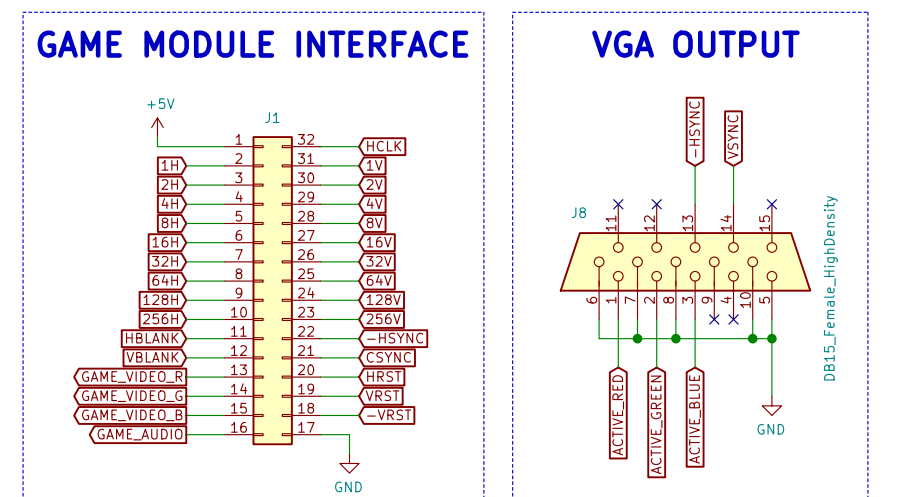 GAME MODULE INTERFACE
+5V
J1
1 32 HCLK
1H 2 31 1V
2H 3 30 2V
4H 4 29 4V
8H 5 28 8V
16H 6 27 16V
32H 7 26 32V
64H 8 25 64V
128H 9 24 128V
256H 10 23 256V
HBLANK 11 22 -HSYNC
VBLANK 12 21 CSYNC
GAME_VIDEO_R 13 20 HRST
GAME_VIDEO_G 14 19 VRST
GAME_VIDEO_B 15 18 -VRST
GAME_AUDIO 16 17
GND
VGA OUTPUT
-HSYNC
VSYNC
J8
11 12 13 14 15
6 1 7 2 8 3 9 4 10 5
DB15_Female_HighDensity
ACTIVE_RED
ACTIVE_GREEN
ACTIVE_BLUE
GND